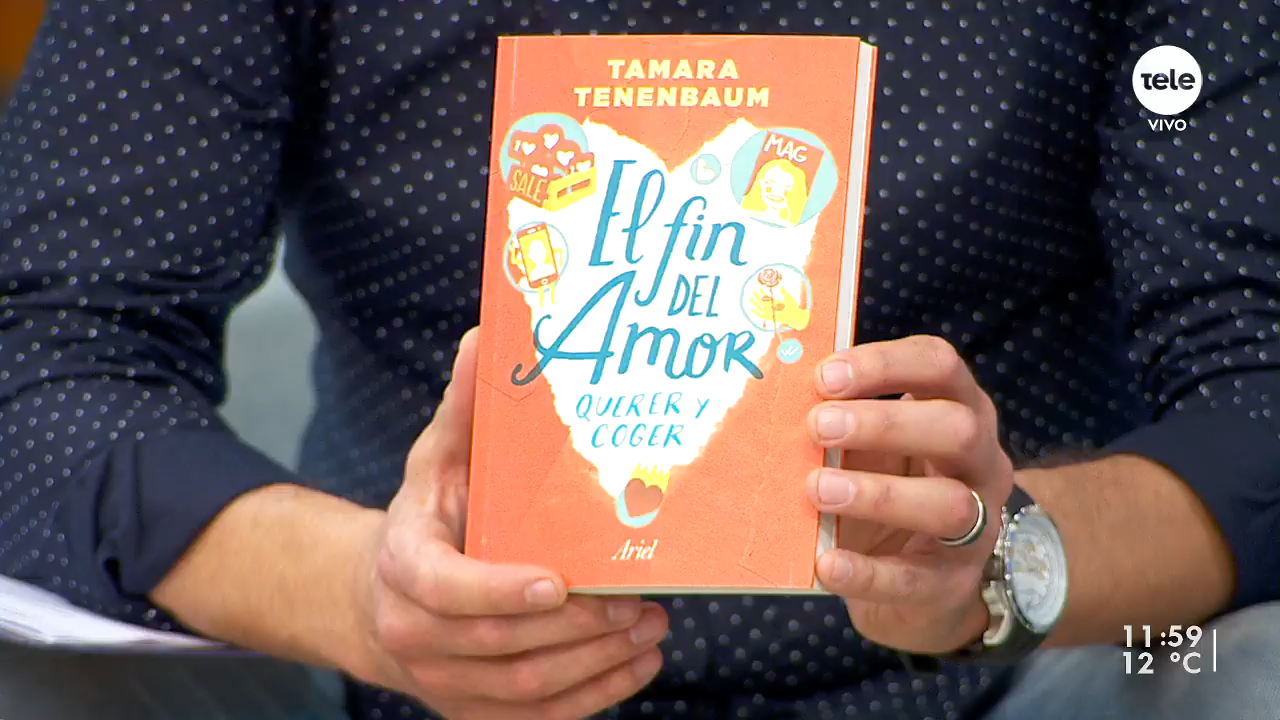 TAMARA
TENENBAUM
SALE
MAG
El fin
DEL
Amor
QUERER Y
COGER
Ariel
tele
VIVO
11:59
12 °C